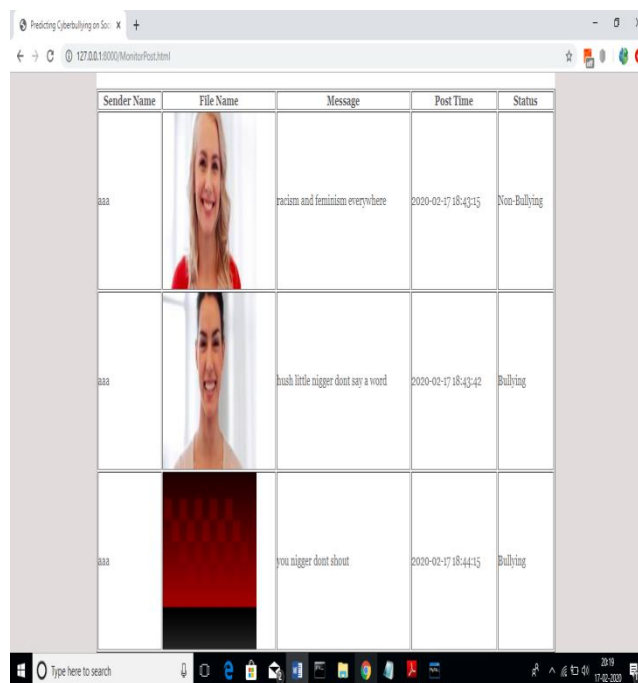 Predicting Cyberbullying on Soc X +
127.0.0.1:8000/MonitorPost.html
off
Sender Name File Name Message Post Time Status
aaa racism and feminism everywhere 2020-02-17 18:43:15 Non-Bullying
aaa hush little nigger dont say a word 2020-02-17 18:43:42 Bullying
aaa you nigger dont shout 2020-02-17 18:44:15 Bullying
Type here to search
20:19
17-02-2020